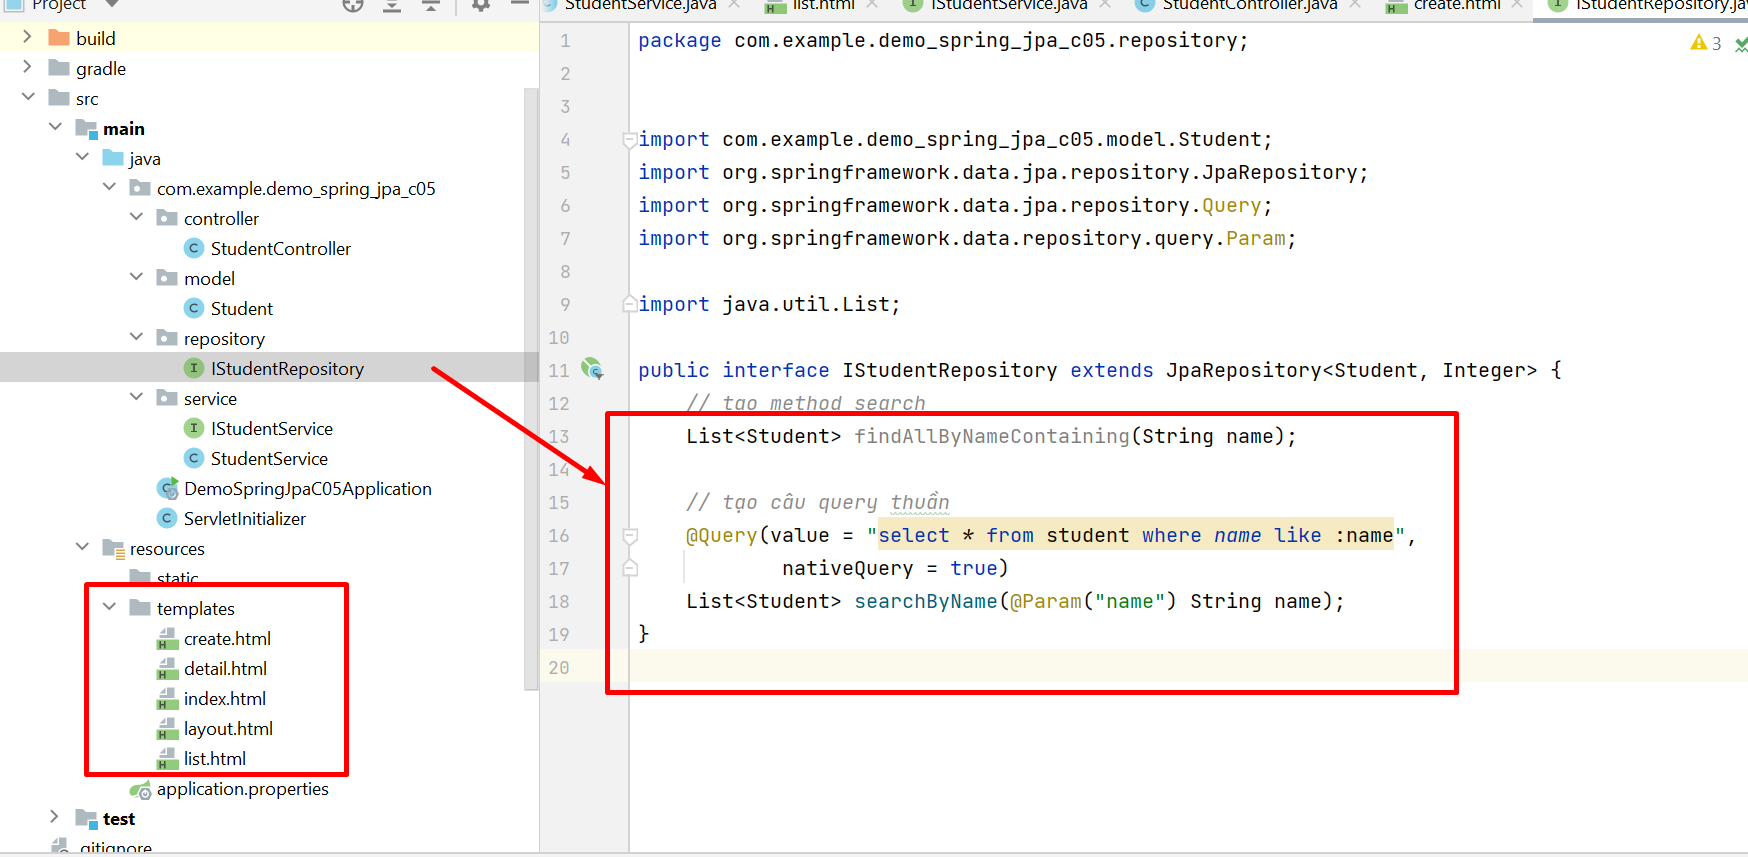 Project
build
gradle
src
main
java
com.example.demo_spring_jpa_c05
controller
StudentController
model
Student
repository
IStudentRepository
service
IStudentService
StudentService
DemoSpringJpaC05Application
ServletInitializer
resources
static
templates
create.html
detail.html
index.html
layout.html
list.html
application.properties
test
.gitignore
StudentService.java list.html IStudentService.java StudentController.java create.html IStudentRepository.jav
3
1 package com.example.demo_spring_jpa_c05.repository;
2
3
4 import com.example.demo_spring_jpa_c05.model.Student;
5 import org.springframework.data.jpa.repository.JpaRepository;
6 import org.springframework.data.jpa.repository.Query;
7 import org.springframework.data.repository.query.Param;
8
9 import java.util.List;
10
11 public interface IStudentRepository extends JpaRepository<Student, Integer> {
12 // tạo method search
13 List<Student> findAllByNameContaining(String name);
14
15 // tạo câu query thuần
16 @Query(value = "select * from student where name like :name",
17 nativeQuery = true)
18 List<Student> searchByName(@Param("name") String name);
19 }
20